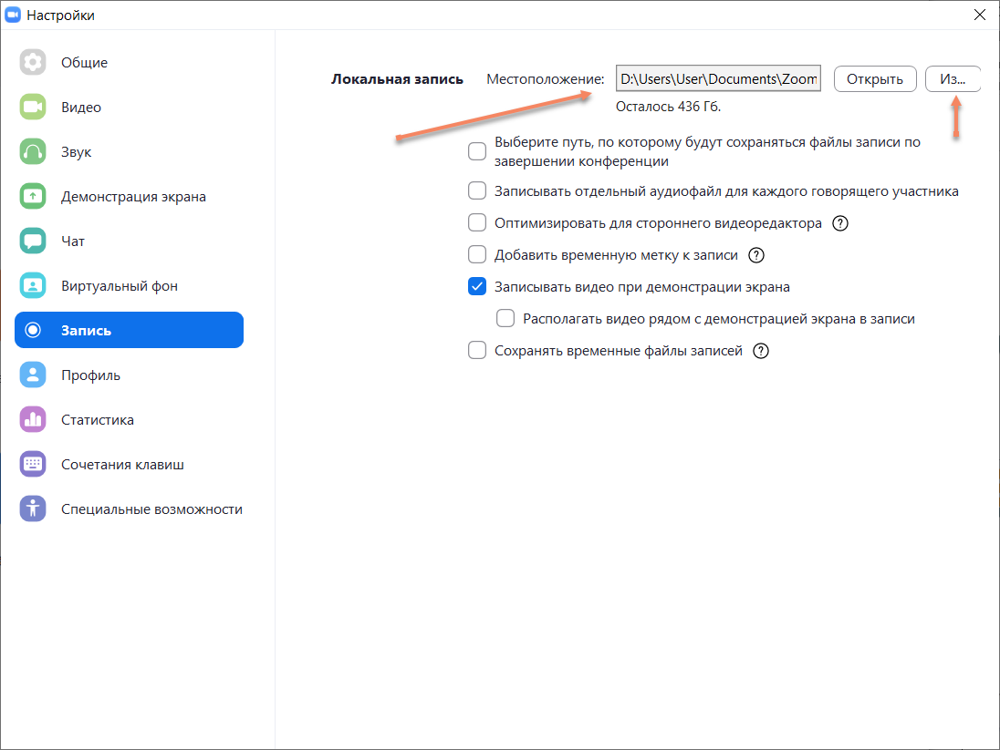 Настройки
Общие
Видео
Звук
Демонстрация экрана
Чат
Виртуальный фон
Запись
Профиль
Статистика
Сочетания клавиш
Специальные возможности
Локальная запись Местоположение: D:\Users\User\Documents\Zoom Открыть Из...
Осталось 436 Гб.
Выберите путь, по которому будут сохраняться файлы записи по
завершении конференции
Записывать отдельный аудиофайл для каждого говорящего участника
Оптимизировать для стороннего видеоредактора ?
Добавить временную метку к записи ?
Записывать видео при демонстрации экрана
Располагать видео рядом с демонстрацией экрана в записи
Сохранять временные файлы записей ?